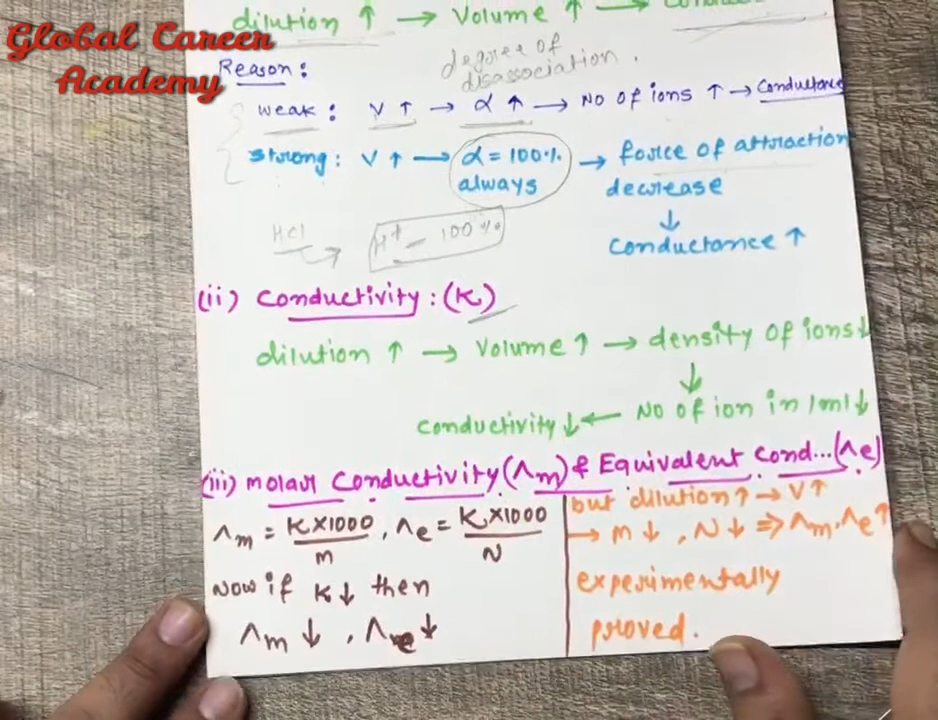 dilution ↑ → Volume ↑ →
Global Career
Academy
Reason:
degree of
disassociation.
weak: V ↑ → α ↑ → NO Of ions ↑ → Conductance
strong: V ↑ → α = 100% always → force of attraction
decrease
↓
HCl → H⁺ - 100%
Conductance ↑
(ii) Conductivity: (K)
dilution ↑ → Volume ↑ → density Of ions ↓
↓
Conductivity ↓ ← NO Of ion in 1ml ↓
(iii) Molar Conductivity (Λm) & Equivalent Cond... (Λe)
Λm = K×1000/M , Λe = K×1000/N
NOW if K↓ then
Λm ↓ , Λe ↓
but dilution ↑ → V↑
→ M ↓ , N ↓ ⇒ Λm, Λe ↑
experimentally
proved.